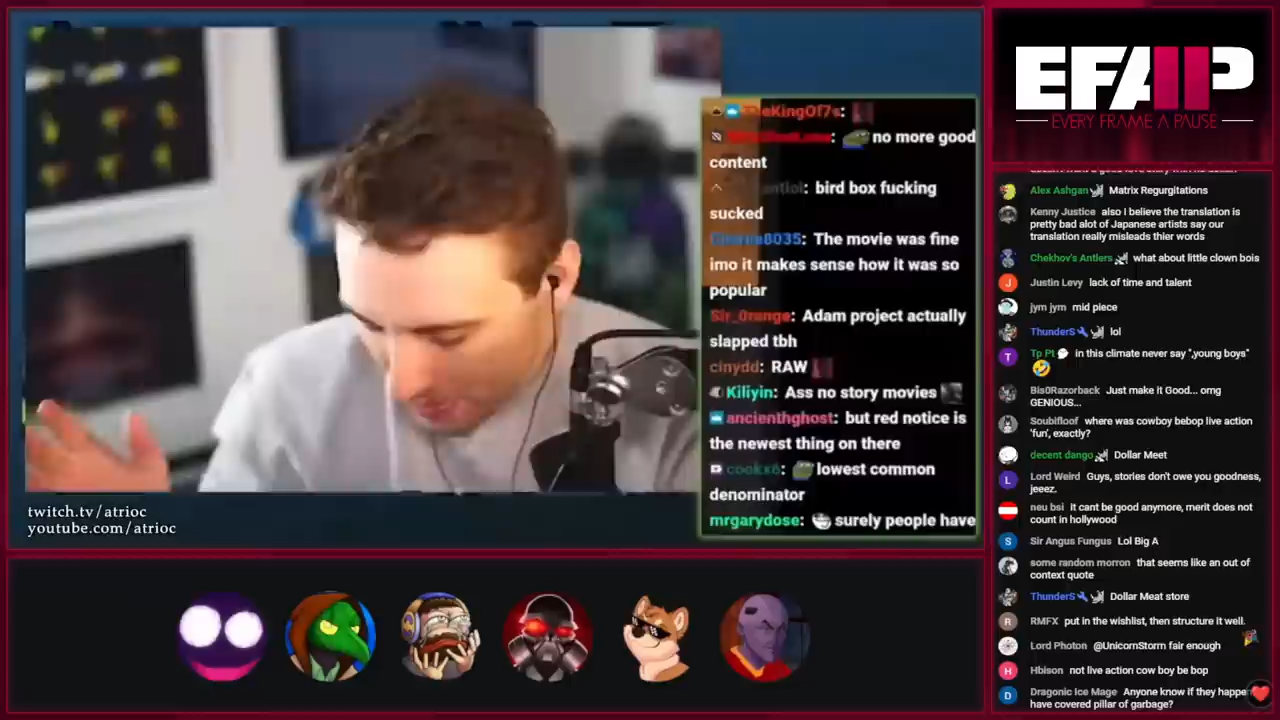 no more good
content
bird box fucking
sucked
The movie was fine
imo it makes sense how it was so
popular
Sir_0range: Adam project actually
slapped tbh
cinydd: RAW
Kiliyin: Ass no story movies
ancienthghost: but red notice is
the newest thing on there
lowest common
denominator
mrgarydose: surely people have
twitch.tv/atrioc
youtube.com/atrioc
EFAP
EVERY FRAME A PAUSE
Alex Ashgan Matrix Regurgitations
Kenny Justice also I believe the translation is
pretty bad alot of Japanese artists say our
translation really misleads thier words
Chekhov's Antlers what about little clown bois
Justin Levy lack of time and talent
jym jym mid piece
ThunderS lol
Tp Pt in this climate never say ",young boys"
Bis0Razorback Just make it Good... omg
GENIOUS...
Soubifloof where was cowboy bebop live action
'fun', exactly?
decent dango Dollar Meet
Lord Weird Guys, stories don't owe you goodness,
jeeez.
neu bsi it cant be good anymore, merit does not
count in hollywood
Sir Angus Fungus Lol Big A
some random morron that seems like an out of
context quote
ThunderS Dollar Meat store
RMFX put in the wishlist, then structure it well.
Lord Photon @UnicornStorm fair enough
Hbison not live action cow boy be bop
Dragonic Ice Mage Anyone know if they happen
have covered pillar of garbage?